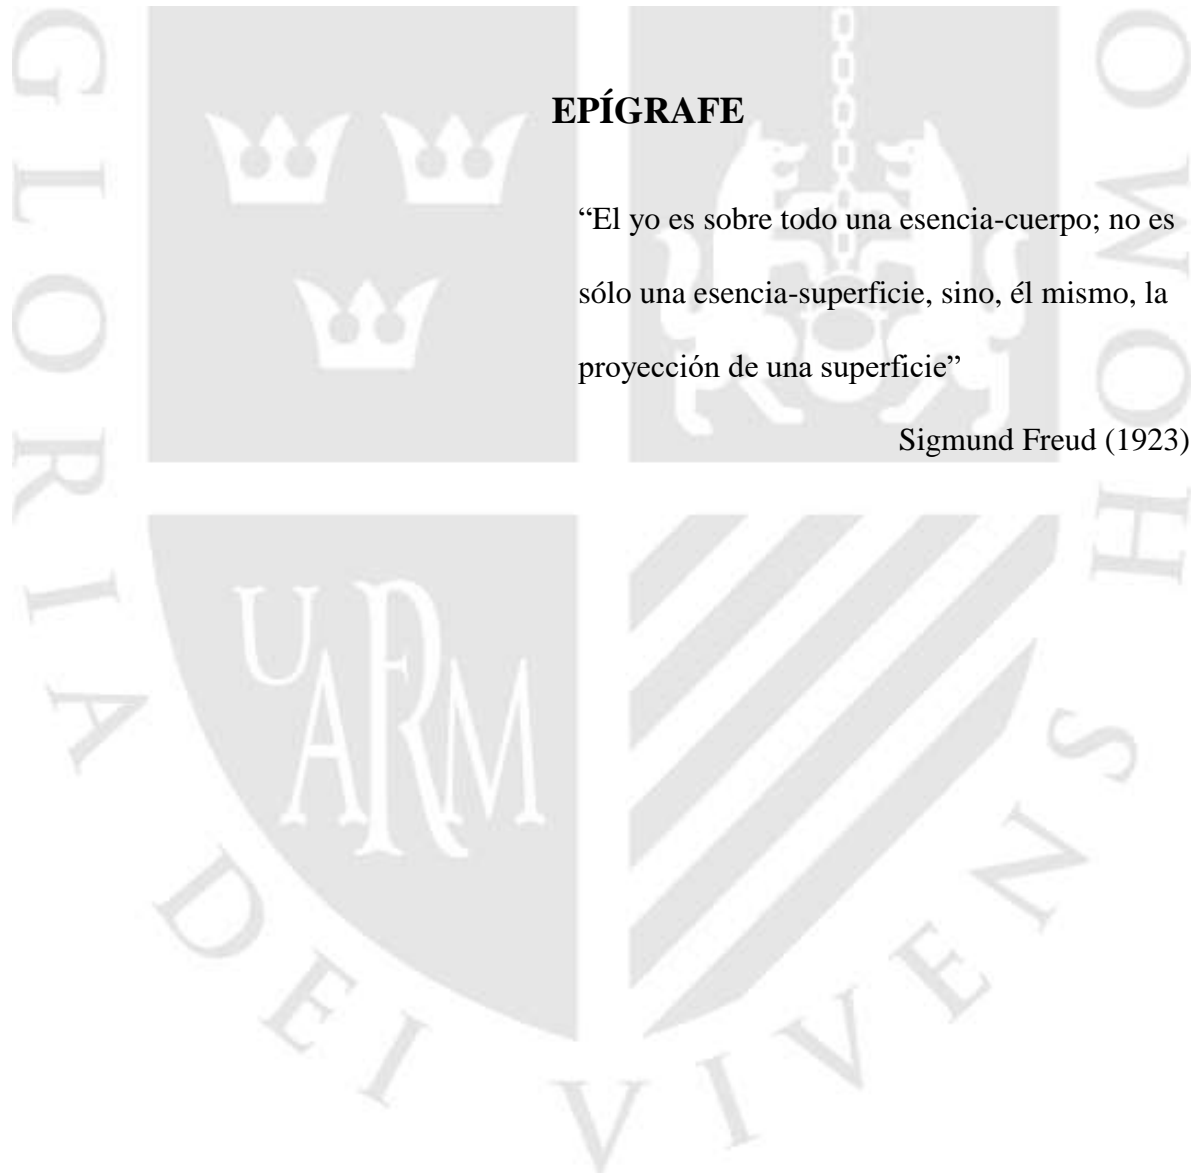 EPÍGRAFE
“El yo es sobre todo una esencia-cuerpo; no es
sólo una esencia-superficie, sino, él mismo, la
proyección de una superficie”
Sigmund Freud (1923)
GLORIA DEI VIVENS HOMO
UARM